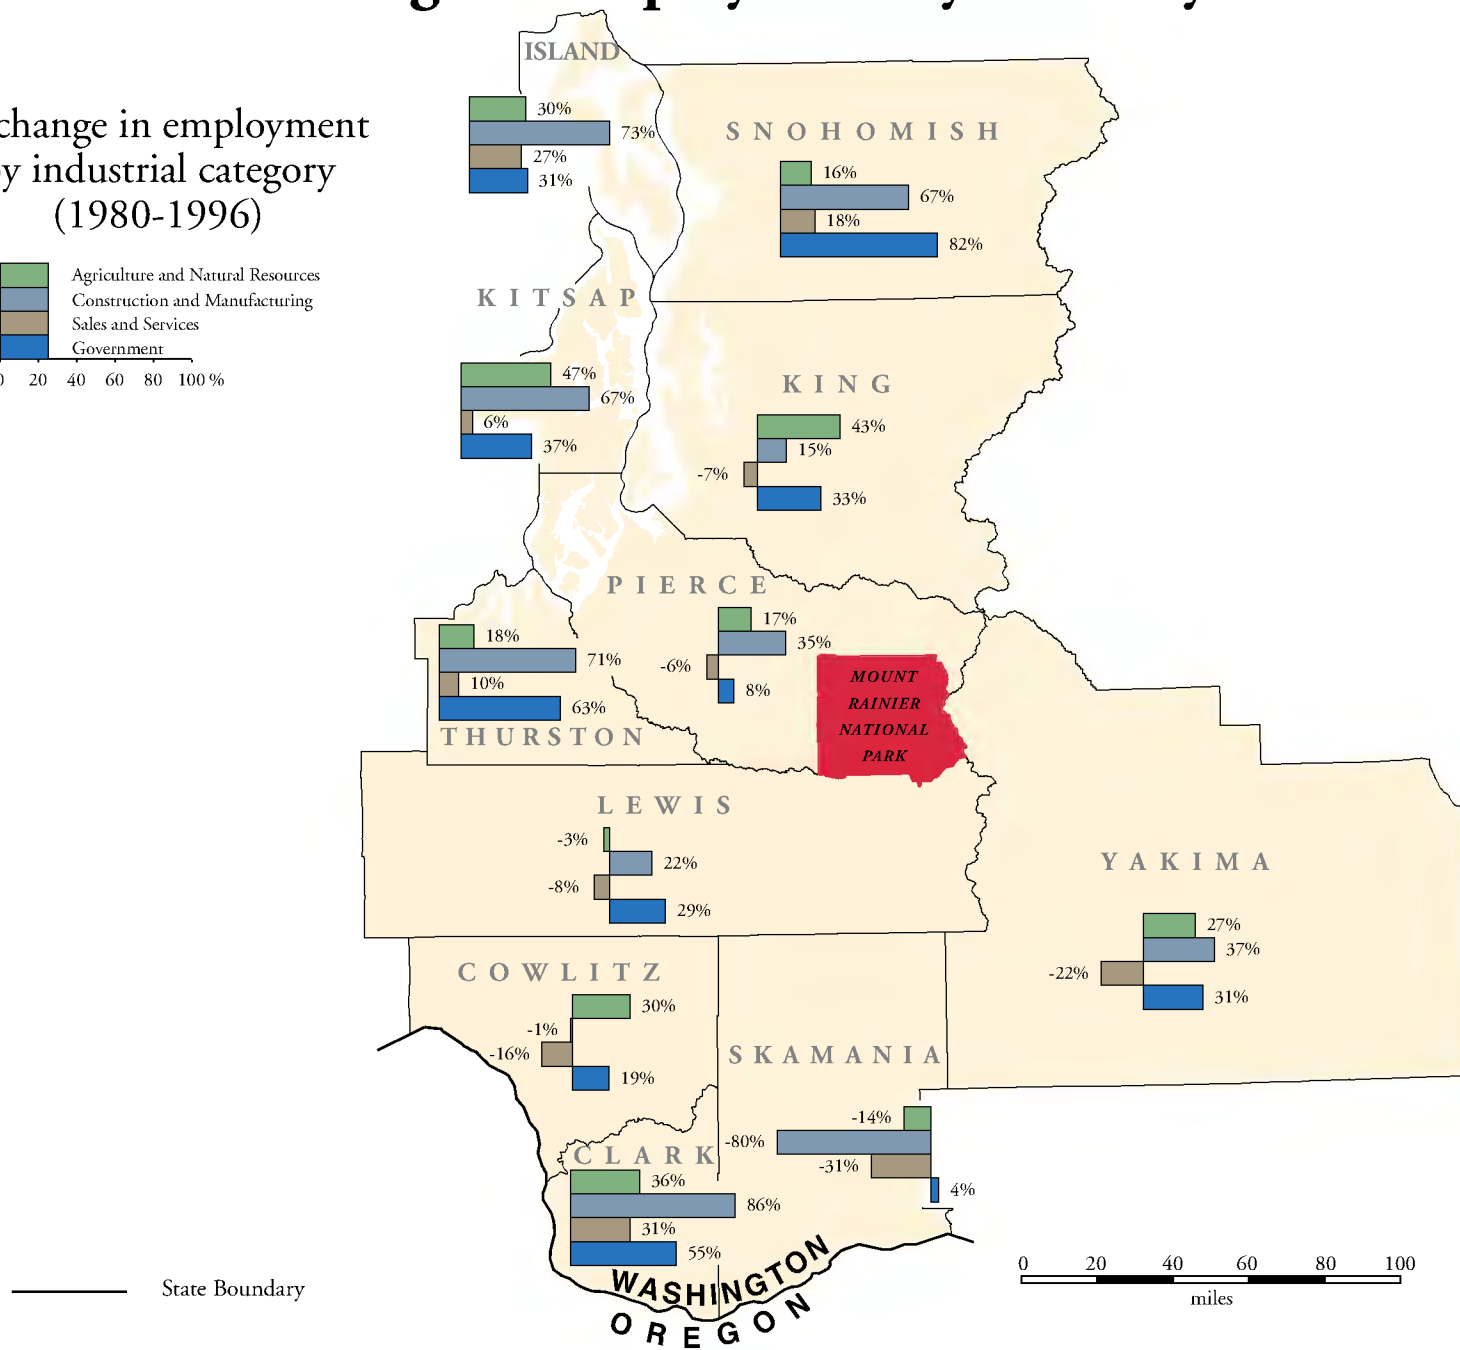 ISLAND
30%
73%
27%
31%
change in employment
by industrial category
(1980-1996)
Agriculture and Natural Resources
Construction and Manufacturing
Sales and Services
Government
0 20 40 60 80 100 %
SNOHOMISH
16%
67%
18%
82%
KITSAP
47%
67%
6%
37%
KING
43%
15%
-7%
33%
PIERCE
17%
35%
-6%
8%
MOUNT
RAINIER
NATIONAL
PARK
18%
71%
10%
63%
THURSTON
LEWIS
-3%
22%
-8%
29%
YAKIMA
27%
37%
-22%
31%
COWLITZ
30%
-1%
-16%
19%
SKAMANIA
-14%
-80%
-31%
4%
CLARK
36%
86%
31%
55%
WASHINGTON
OREGON
State Boundary
0 20 40 60 80 100
miles